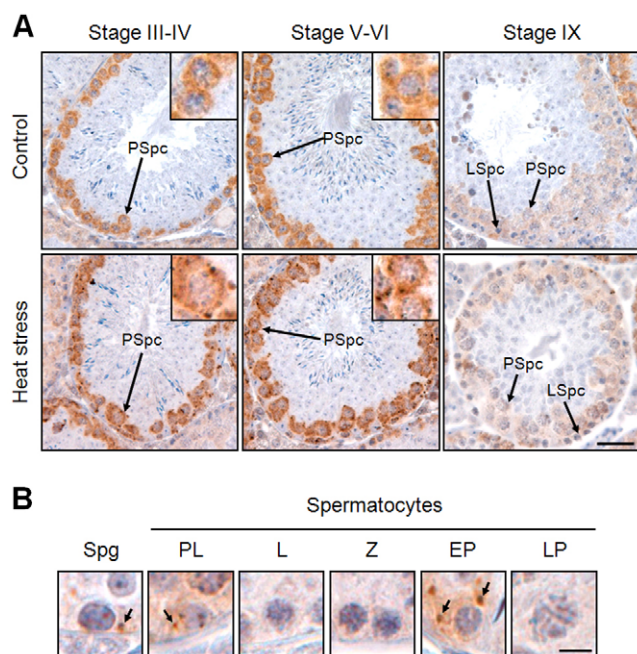 A
Stage III-IV Stage V-VI Stage IX
Control
PSpc
PSpc
LSpc PSpc
Heat stress
PSpc
PSpc
PSpc
LSpc
B
Spermatocytes
Spg PL L Z EP LP